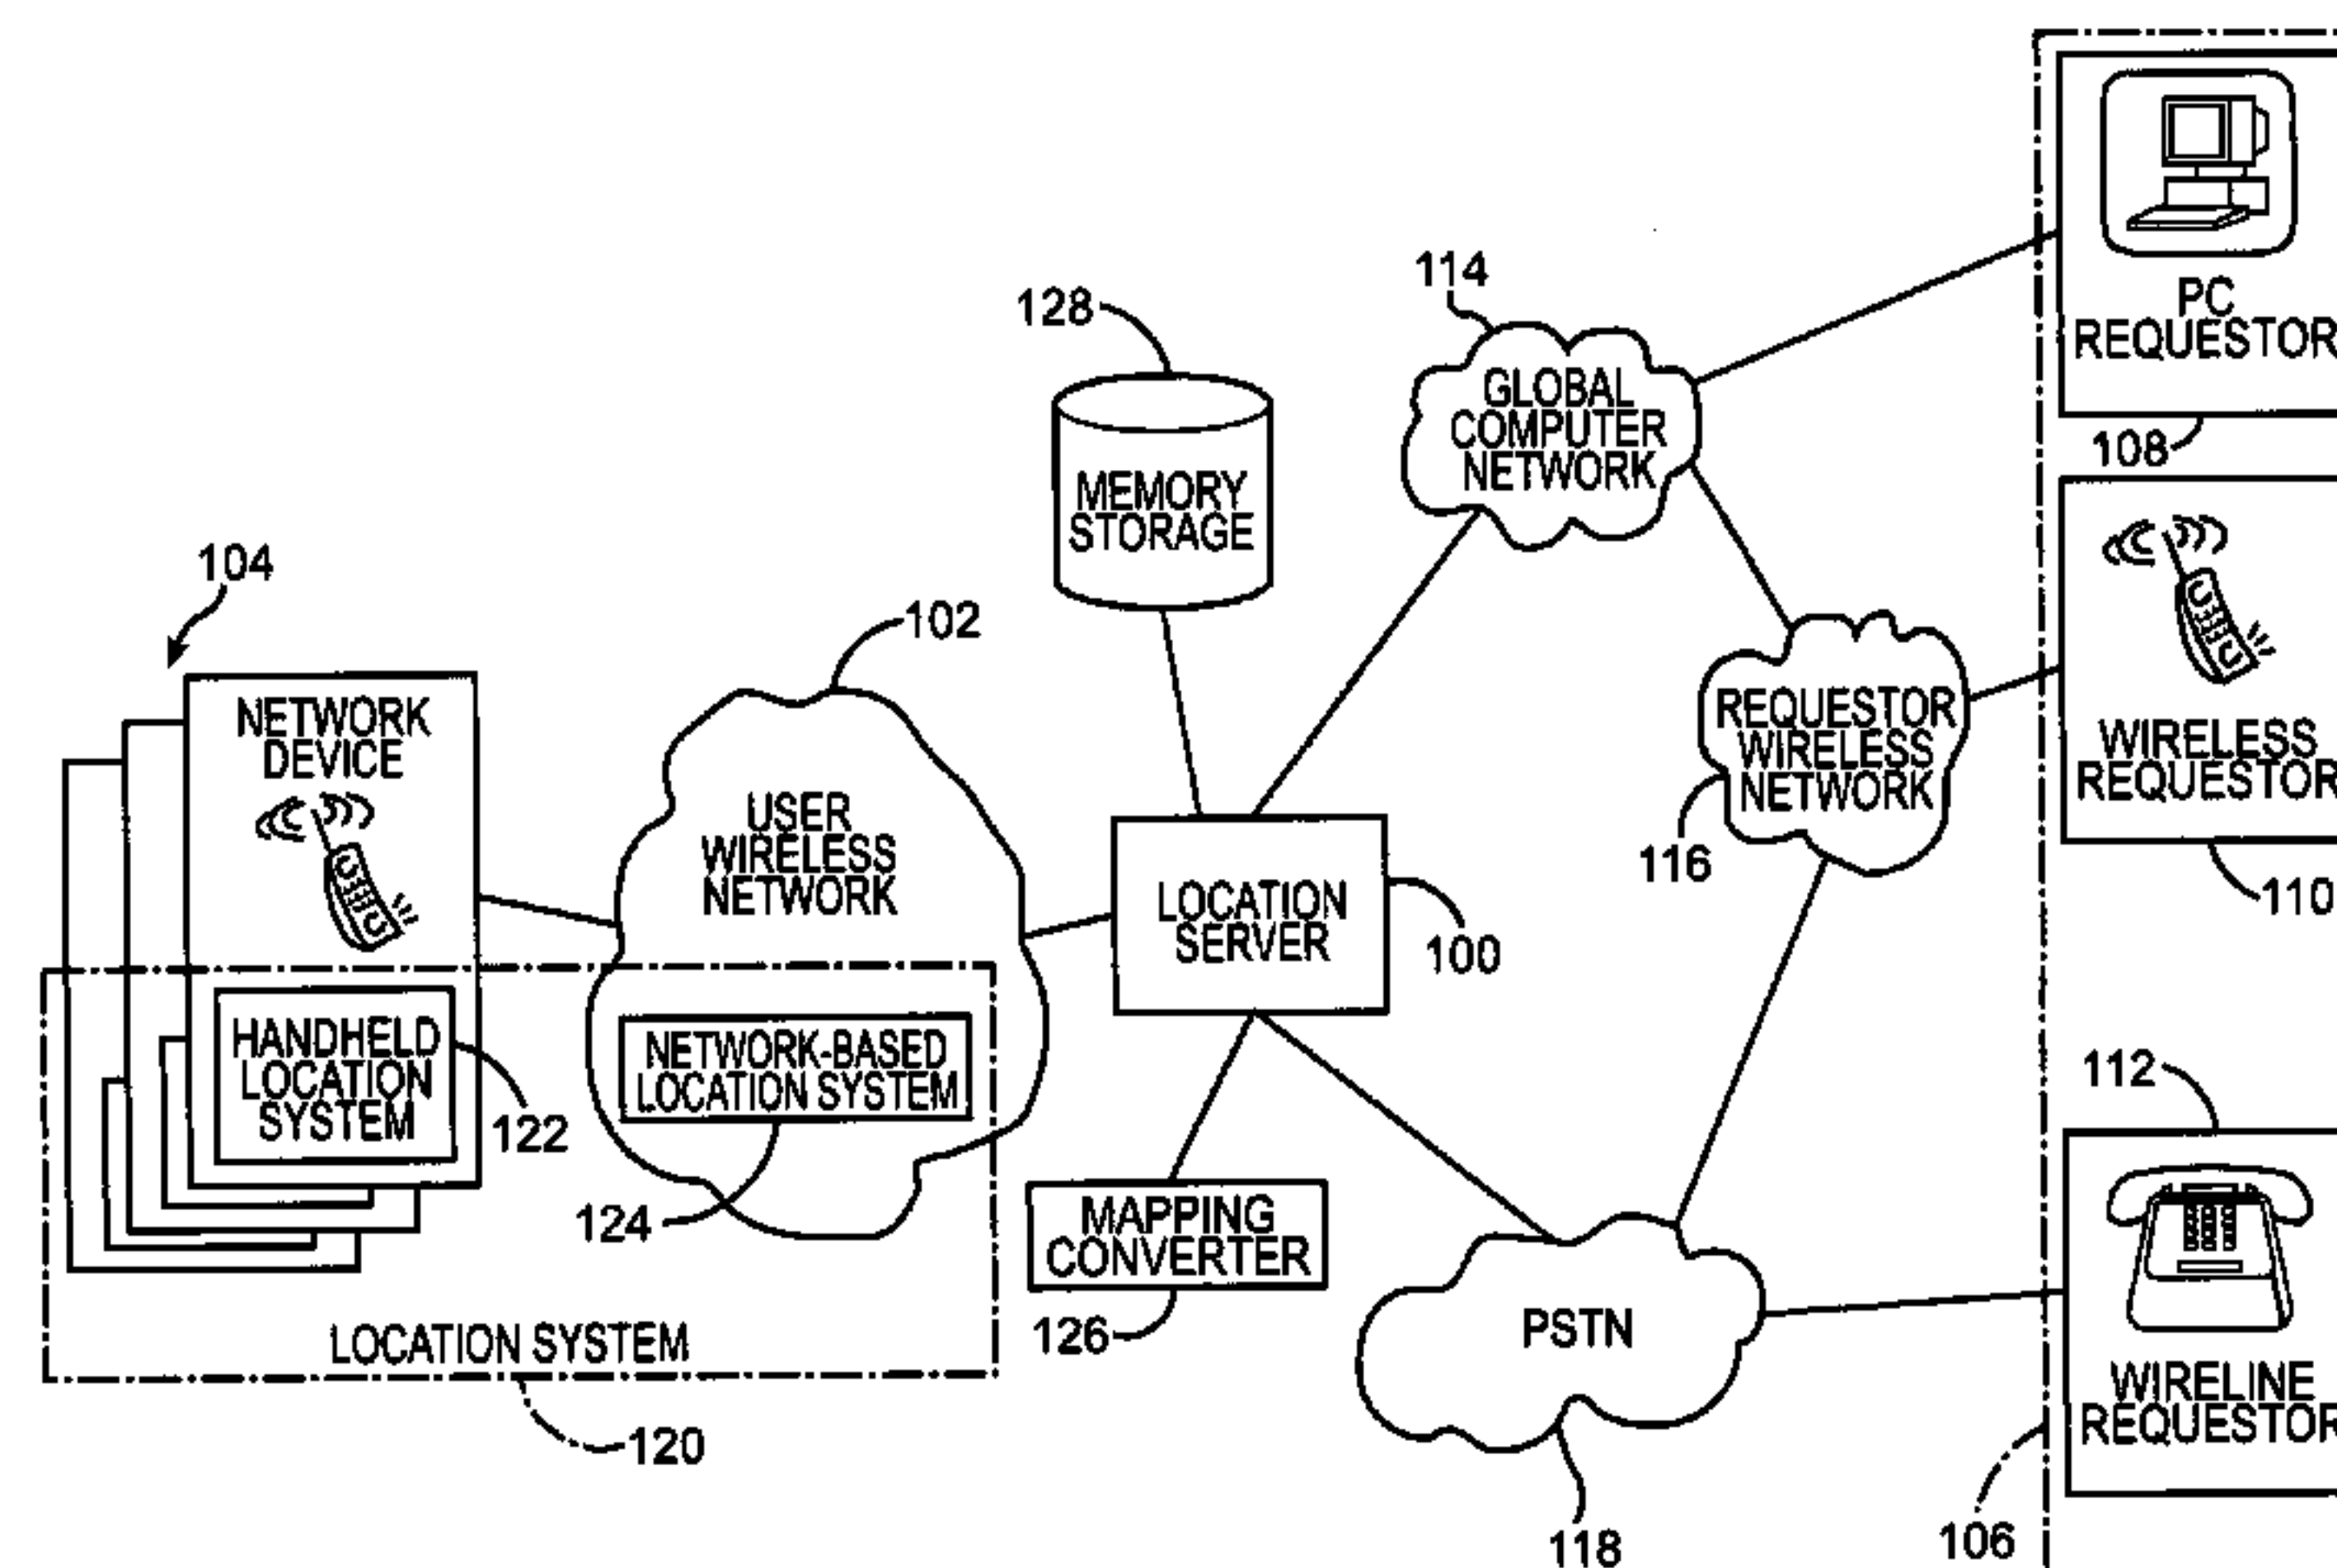 114
128
GLOBAL
COMPUTER
NETWORK
PC
REQUESTOR
108
MEMORY
STORAGE
104
102
NETWORK
DEVICE
USER
WIRELESS
NETWORK
REQUESTOR
WIRELESS
NETWORK
116
WIRELESS
REQUESTOR
110
LOCATION
SERVER
100
HANDHELD
LOCATION
SYSTEM
122
NETWORK-BASED
LOCATION SYSTEM
124
112
MAPPING
CONVERTER
126
PSTN
118
LOCATION SYSTEM
120
WIRELINE
REQUESTOR
106